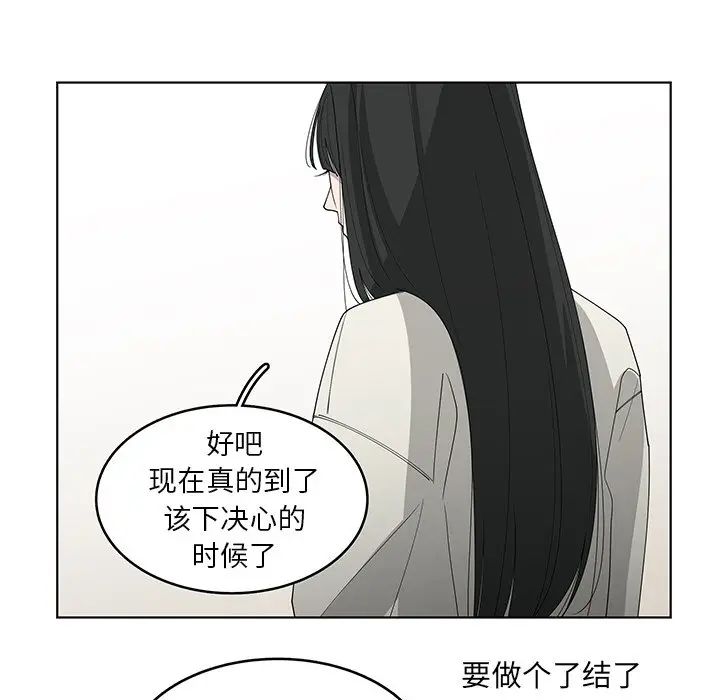 好吧
现在真的到了
该下决心的
时候了
要做个了结了